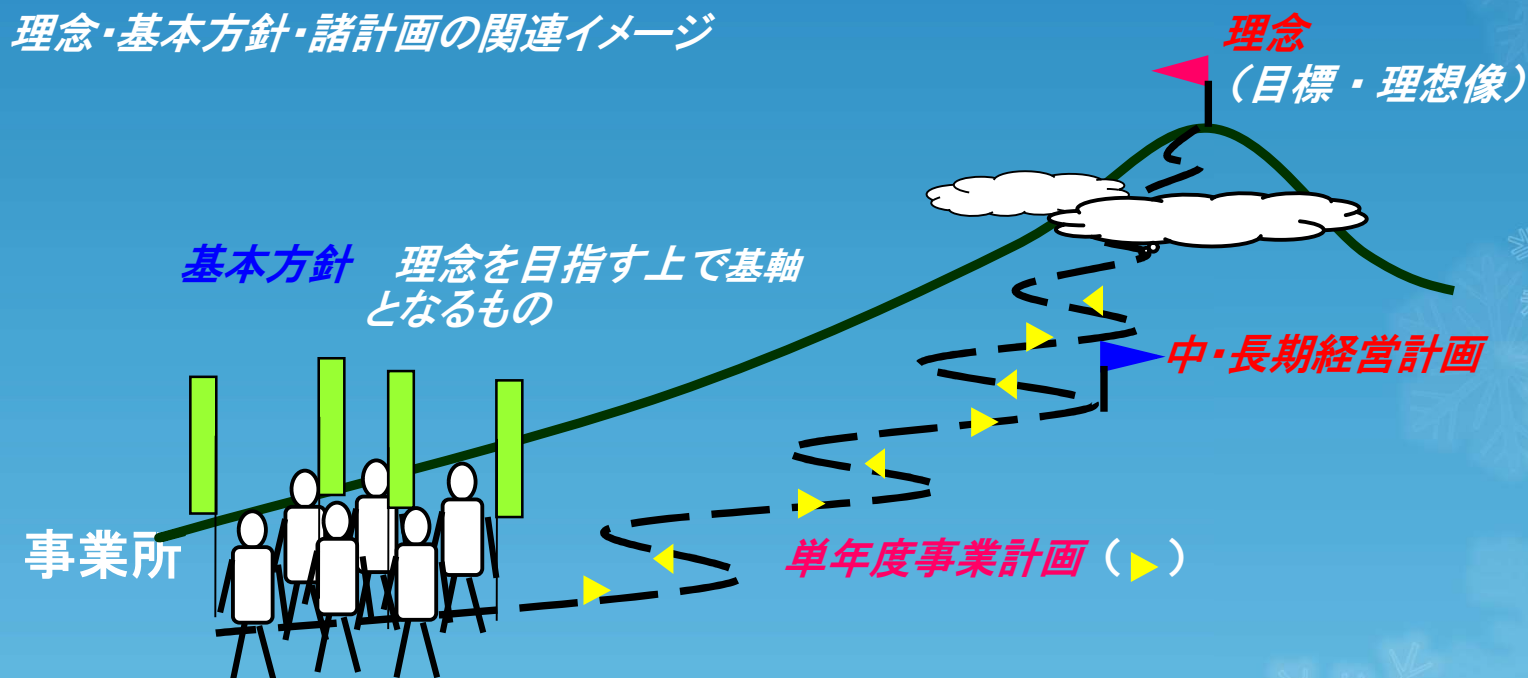 理念・基本方針・諸計画の関連イメージ
理念
（目標・理想像）
基本方針　理念を目指す上で基軸
となるもの
中・長期経営計画
事業所
単年度事業計画（▶）